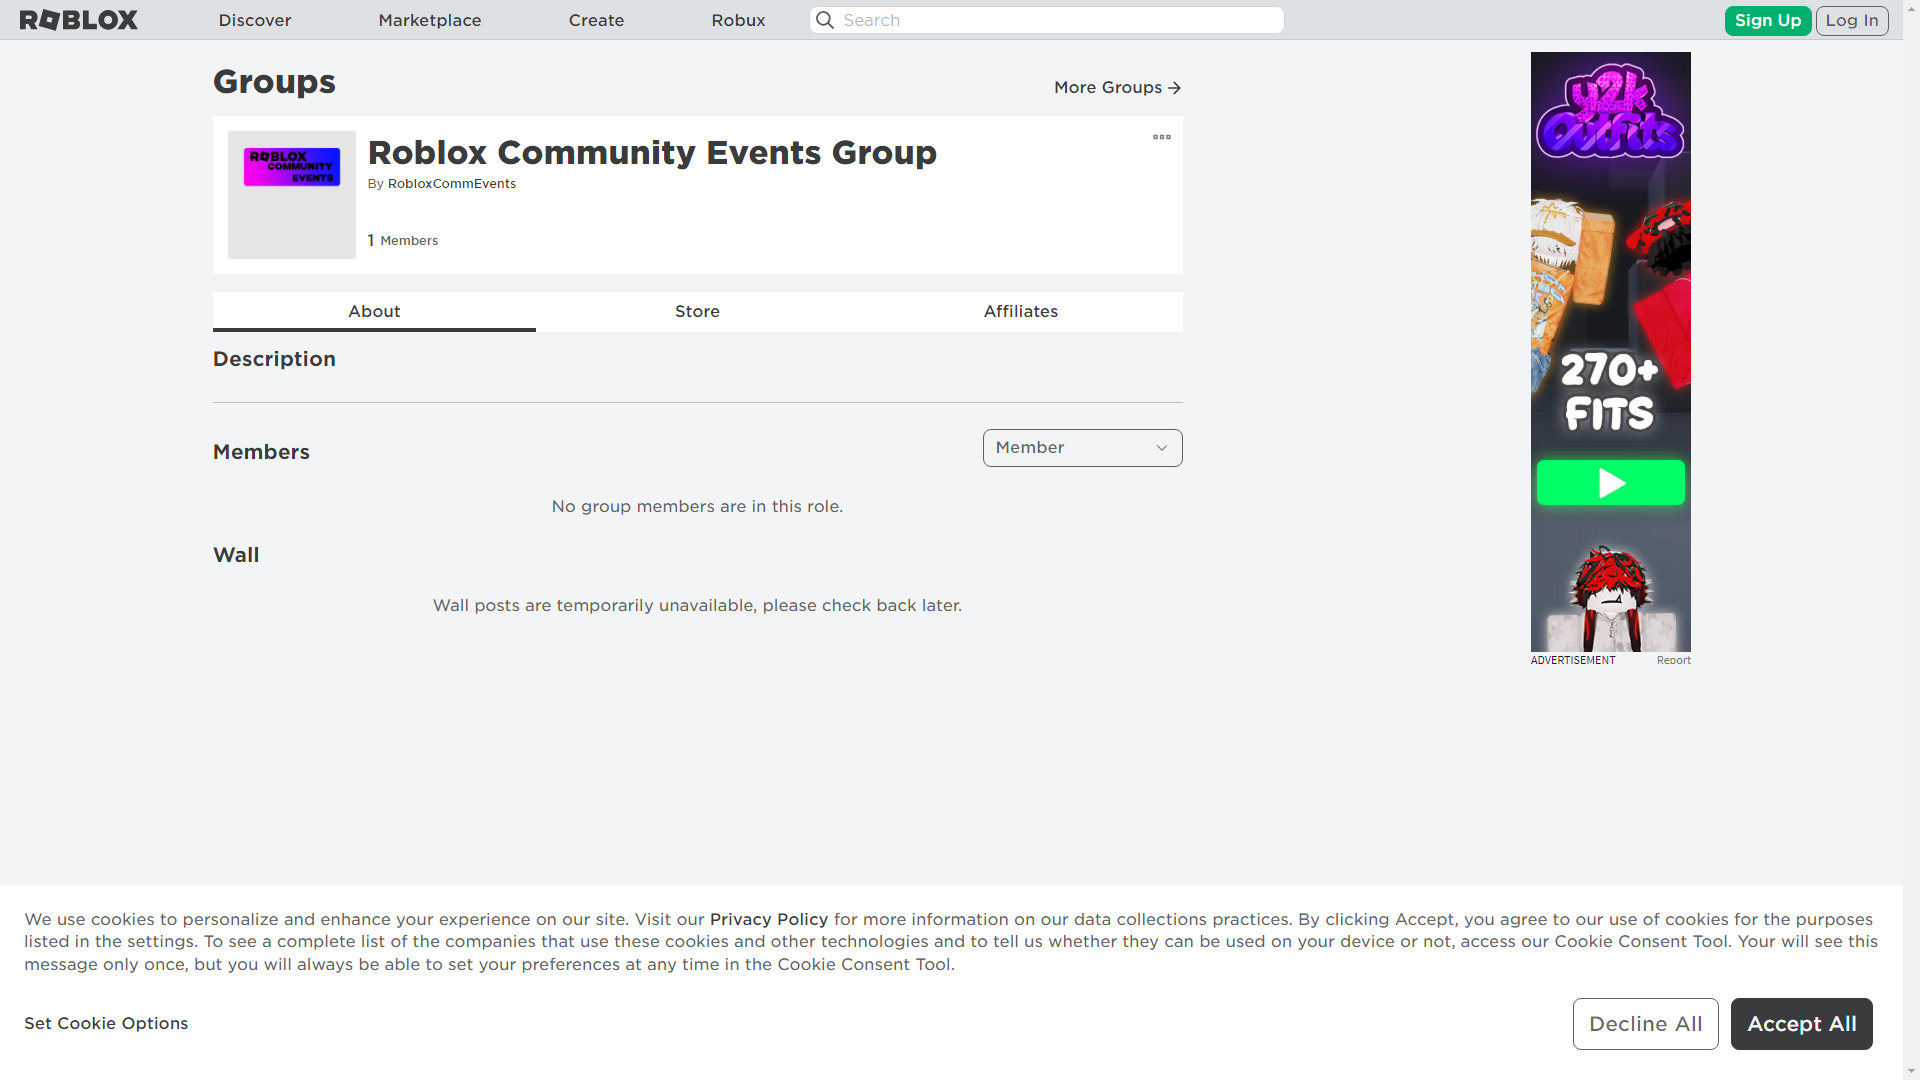 ROBLOX
Discover
Marketplace
Create
Robux
Search
Sign Up
Log In
Groups
More Groups
ROBLOX
COMMUNITY
EVENTS
Roblox Community Events Group
By RobloxCommEvents
1 Members
About
Store
Affiliates
Description
Members
Member
No group members are in this role.
Wall
Wall posts are temporarily unavailable, please check back later.
y2k
Outfits
270+
FITS
ADVERTISEMENT
Report
We use cookies to personalize and enhance your experience on our site. Visit our Privacy Policy for more information on our data collections practices. By clicking Accept, you agree to our use of cookies for the purposes
listed in the settings. To see a complete list of the companies that use these cookies and other technologies and to tell us whether they can be used on your device or not, access our Cookie Consent Tool. Your will see this
message only once, but you will always be able to set your preferences at any time in the Cookie Consent Tool.
Set Cookie Options
Decline All
Accept All